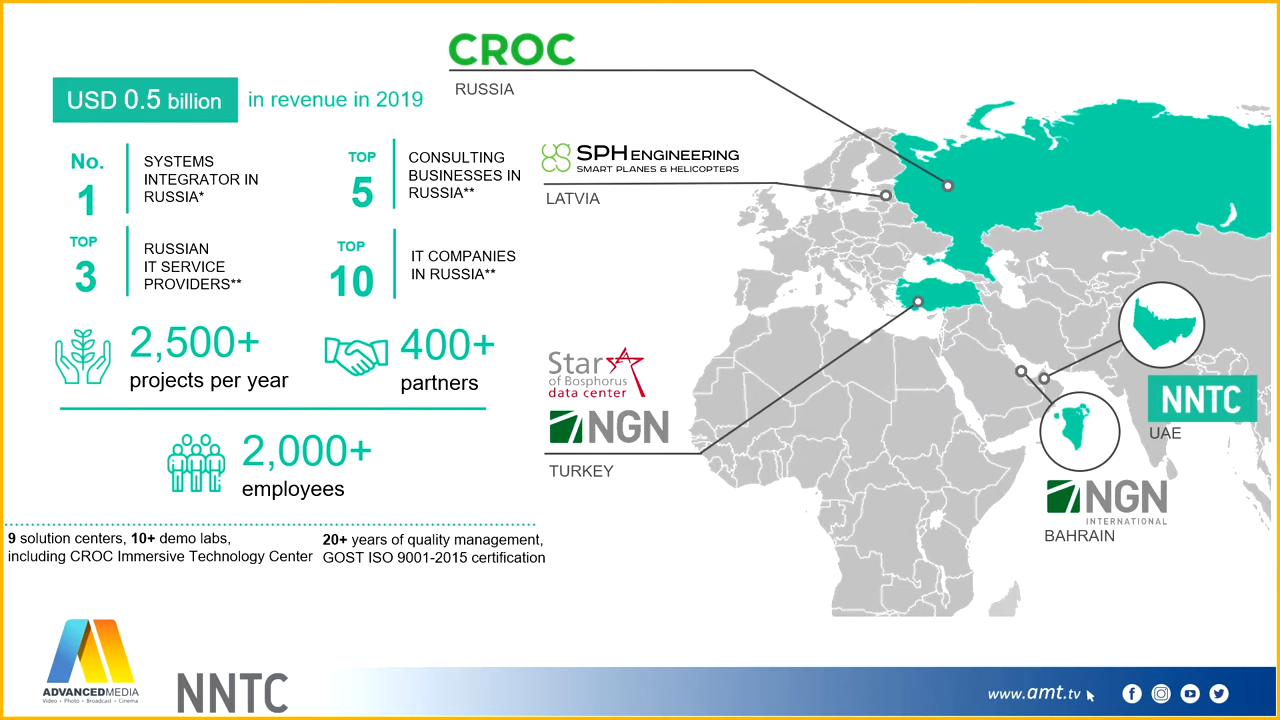 CROC
RUSSIA
USD 0.5 billion
in revenue in 2019
No.
1
SYSTEMS
INTEGRATOR IN
RUSSIA*
TOP
5
CONSULTING
BUSINESSES IN
RUSSIA**
TOP
3
RUSSIAN
IT SERVICE
PROVIDERS**
TOP
10
IT COMPANIES
IN RUSSIA**
2,500+
projects per year
400+
partners
2,000+
employees
9 solution centers, 10+ demo labs,
including CROC Immersive Technology Center
20+ years of quality management,
GOST ISO 9001-2015 certification
SPH ENGINEERING
SMART PLANES & HELICOPTERS
LATVIA
Star
of Bosphorus
data center
NGN
TURKEY
NNTC
UAE
NGN
INTERNATIONAL
BAHRAIN
ADVANCEDMEDIA
Video • Photo • Broadcast • Cinema
NNTC
www.amt.tv